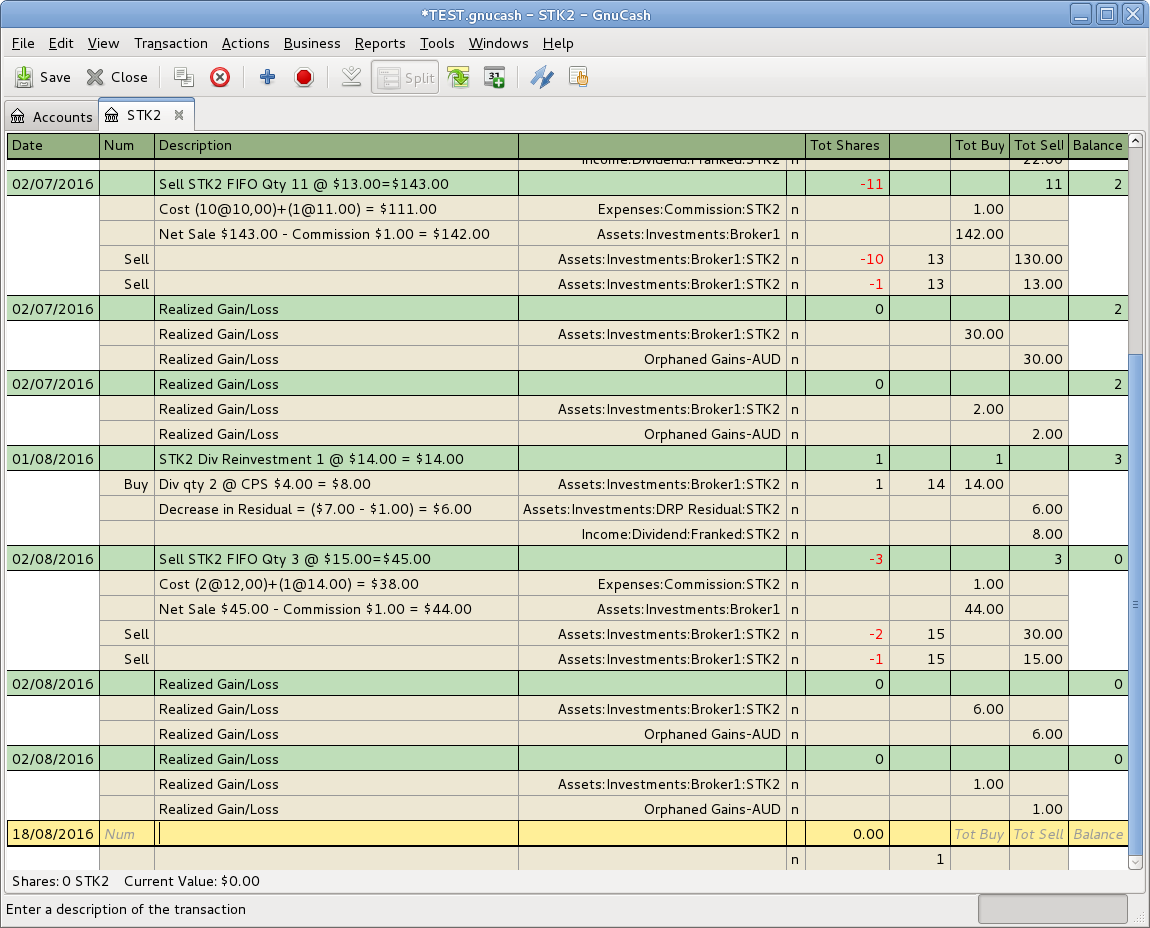 *TEST.gnucash - STK2 - GnuCash
File Edit View Transaction Actions Business Reports Tools Windows Help
Save Close Split
Accounts STK2
Date Num Description Tot Shares Tot Buy Tot Sell Balance
Income:Dividend:Franked:STK2 n 22.00
02/07/2016 Sell STK2 FIFO Qty 11 @ $13.00=$143.00 -11 11 2
Cost (10@10,00)+(1@11.00) = $111.00 Expenses:Commission:STK2 n 1.00
Net Sale $143.00 - Commission $1.00 = $142.00 Assets:Investments:Broker1 n 142.00
Sell Assets:Investments:Broker1:STK2 n -10 13 130.00
Sell Assets:Investments:Broker1:STK2 n -1 13 13.00
02/07/2016 Realized Gain/Loss 0 2
Realized Gain/Loss Assets:Investments:Broker1:STK2 n 30.00
Realized Gain/Loss Orphaned Gains-AUD n 30.00
02/07/2016 Realized Gain/Loss 0 2
Realized Gain/Loss Assets:Investments:Broker1:STK2 n 2.00
Realized Gain/Loss Orphaned Gains-AUD n 2.00
01/08/2016 STK2 Div Reinvestment 1 @ $14.00 = $14.00 1 1 3
Buy Div qty 2 @ CPS $4.00 = $8.00 Assets:Investments:Broker1:STK2 n 1 14 14.00
Decrease in Residual = ($7.00 - $1.00) = $6.00 Assets:Investments:DRP Residual:STK2 n 6.00
Income:Dividend:Franked:STK2 n 8.00
02/08/2016 Sell STK2 FIFO Qty 3 @ $15.00=$45.00 -3 3 0
Cost (2@12,00)+(1@14.00) = $38.00 Expenses:Commission:STK2 n 1.00
Net Sale $45.00 - Commission $1.00 = $44.00 Assets:Investments:Broker1 n 44.00
Sell Assets:Investments:Broker1:STK2 n -2 15 30.00
Sell Assets:Investments:Broker1:STK2 n -1 15 15.00
02/08/2016 Realized Gain/Loss 0 0
Realized Gain/Loss Assets:Investments:Broker1:STK2 n 6.00
Realized Gain/Loss Orphaned Gains-AUD n 6.00
02/08/2016 Realized Gain/Loss 0 0
Realized Gain/Loss Assets:Investments:Broker1:STK2 n 1.00
Realized Gain/Loss Orphaned Gains-AUD n 1.00
18/08/2016 Num 0.00 Tot Buy Tot Sell Balance
n 1
Shares: 0 STK2 Current Value: $0.00
Enter a description of the transaction